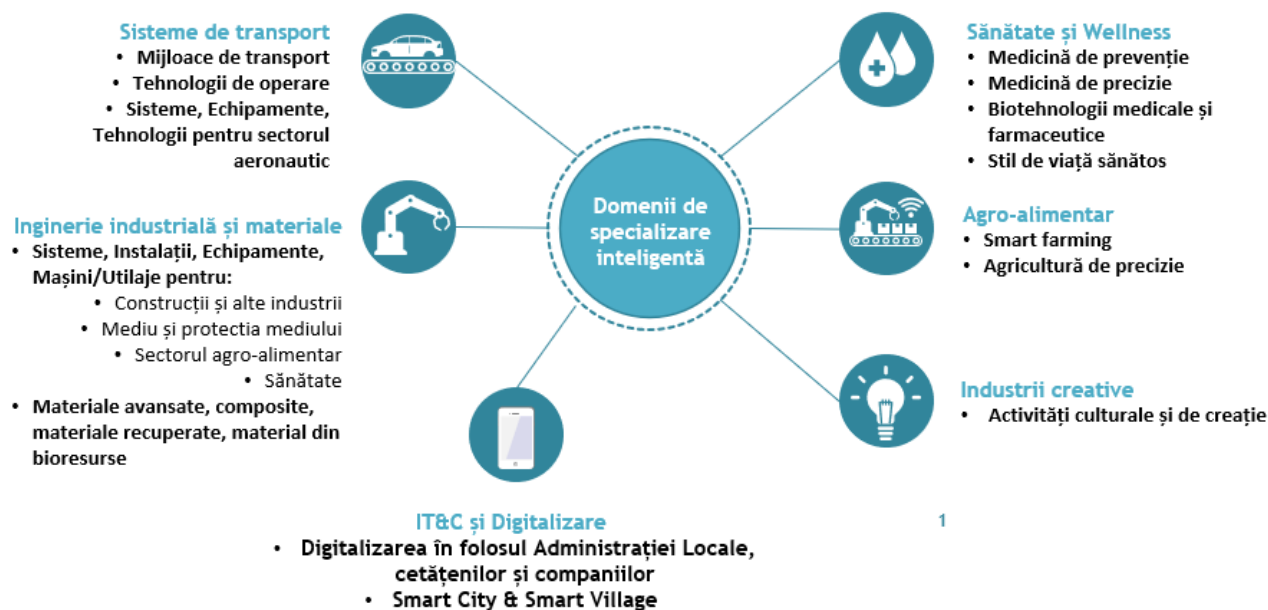 Sisteme de transport
• Mijloace de transport
• Tehnologii de operare
• Sisteme, Echipamente,
Tehnologii pentru sectorul
aeronautic
Inginerie industrială și materiale
• Sisteme, Instalații, Echipamente,
Mașini/Utilaje pentru:
• Construcții și alte industrii
• Mediu și protectia mediului
• Sectorul agro-alimentar
• Sănătate
• Materiale avansate, composite,
materiale recuperate, material din
bioresurse
Domenii de
specializare
inteligentă
Sănătate și Wellness
• Medicină de prevenție
• Medicină de precizie
• Biotehnologii medicale și
farmaceutice
• Stil de viață sănătos
Agro-alimentar
• Smart farming
• Agricultură de precizie
Industrii creative
• Activități culturale și de creație
IT&C și Digitalizare
• Digitalizarea în folosul Administrației Locale,
cetățenilor și companiilor
• Smart City & Smart Village
1